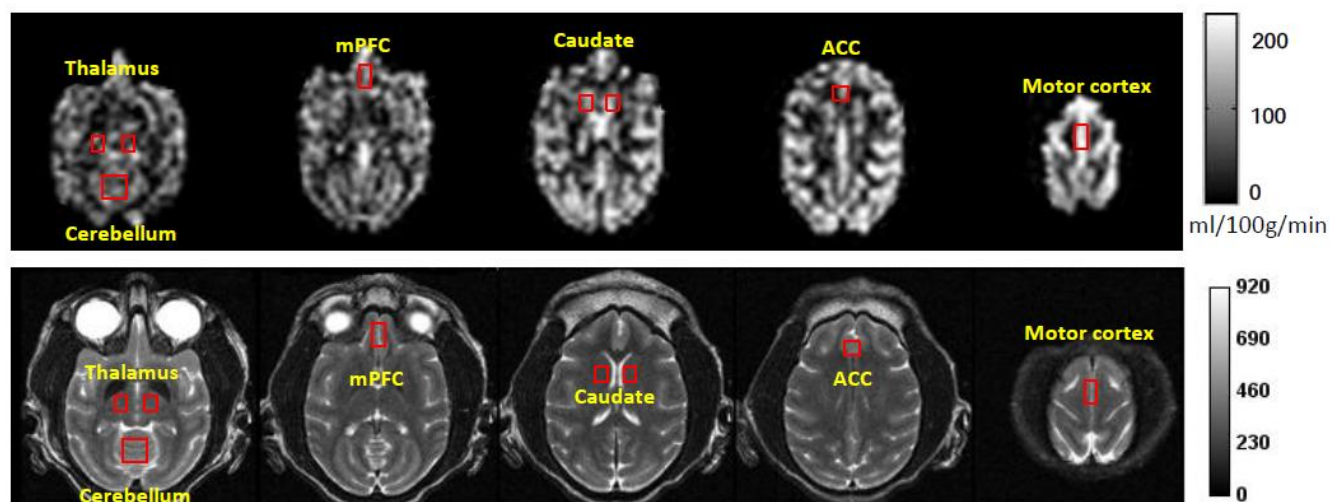 Thalamus
mPFC
Caudate
ACC
Motor cortex
Cerebellum
200
100
0
ml/100g/min
Thalamus
mPFC
Caudate
ACC
Motor cortex
Cerebellum
920
690
460
230
0